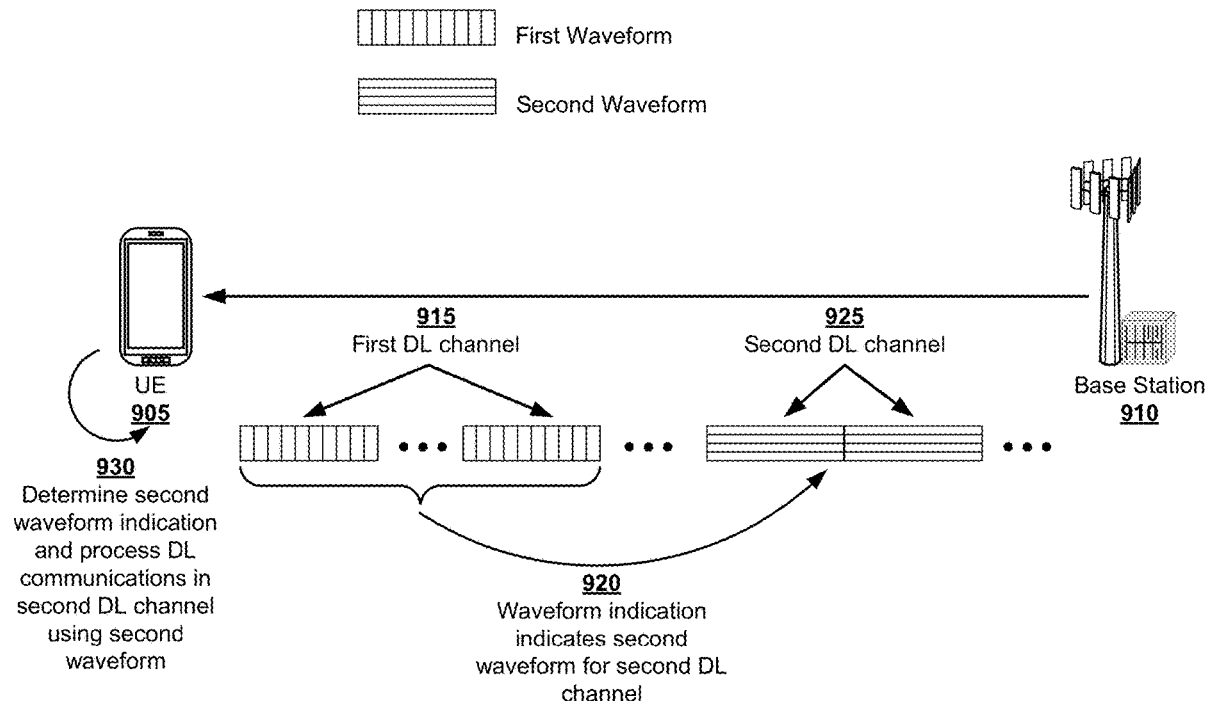 First Waveform
Second Waveform
915
First DL channel
925
Second DL channel
UE
905
Base Station
910
930
Determine second
waveform indication
and process DL
communications in
second DL channel
using second
waveform
920
Waveform indication
indicates second
waveform for second DL
channel